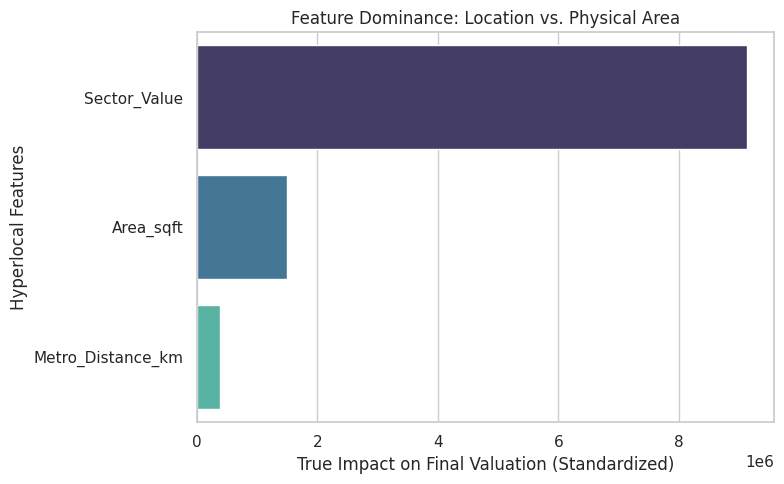 Feature Dominance: Location vs. Physical Area
Hyperlocal Features
Sector_Value
Area_sqft
Metro_Distance_km
0 2 4 6 8
1e6
True Impact on Final Valuation (Standardized)